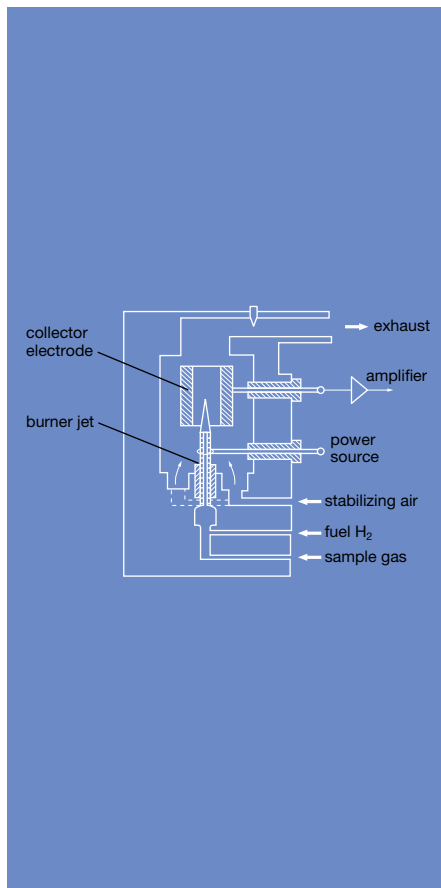 exhaust
collector
electrode
amplifier
burner jet
power
source
stabilizing air
fuel H₂
sample gas